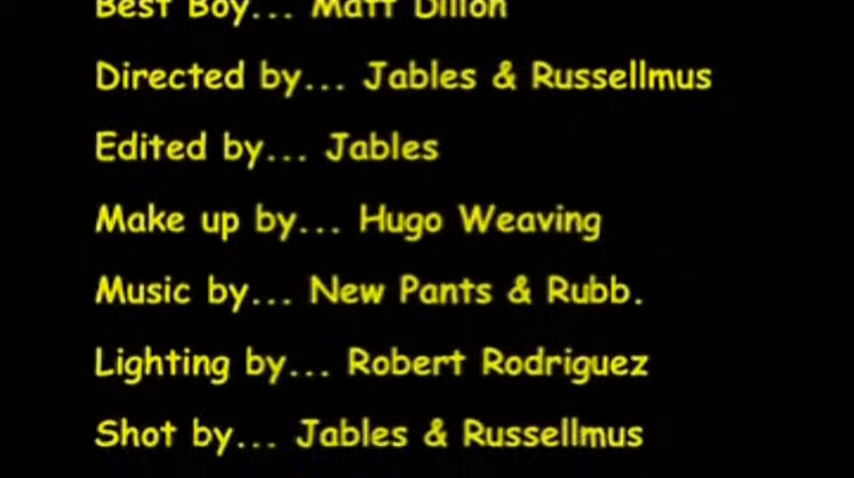 Best Boy... Matt Dillon
Directed by... Jables & Russellmus
Edited by... Jables
Make up by... Hugo Weaving
Music by... New Pants & Rubb.
Lighting by... Robert Rodriguez
Shot by... Jables & Russellmus